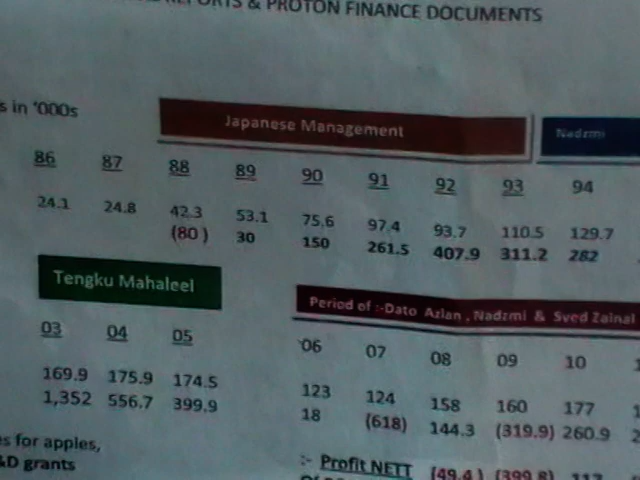 & PROTON FINANCE DOCUMENTS
in '000s
Japanese Management Nadzmi
86 87 88 89 90 91 92 93 94
24.1 24.8 42.3 53.1 75.6 97.4 93.7 110.5 129.7
(80 ) 30 150 261.5 407.9 311.2 282
Tengku Mahaleel
Period of :-Dato Azlan , Nadzmi & Syed Zainal
03 04 05
'06 07 08 09 10
169.9 175.9 174.5
123 124 158 160 177
1,352 556.7 399.9
18 (618) 144.3 (319.9) 260.9
for apples,
grants
:- Profit NETT (49.4) (399.8)